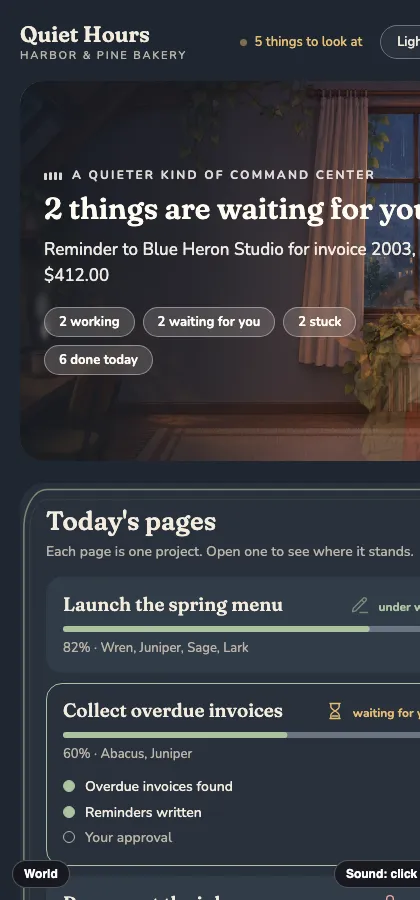 Quiet Hours
HARBOR & PINE BAKERY
5 things to look at
Ligh
A QUIETER KIND OF COMMAND CENTER
2 things are waiting for you
Reminder to Blue Heron Studio for invoice 2003,
$412.00
2 working
2 waiting for you
2 stuck
6 done today
Today's pages
Each page is one project. Open one to see where it stands.
Launch the spring menu
under w
82% · Wren, Juniper, Sage, Lark
Collect overdue invoices
waiting for y
60% · Abacus, Juniper
Overdue invoices found
Reminders written
Your approval
World
Sound: click